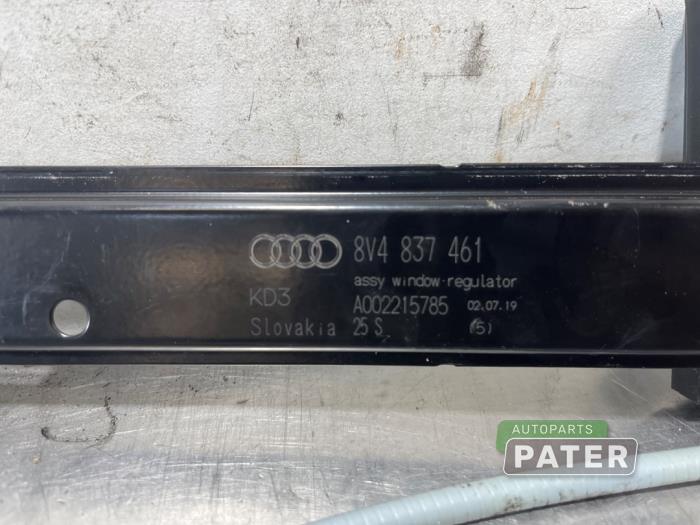 8V4 837 461
assy window-regulator
KD3 A002215785 02.07.19
Slovakia 25 S (5)
AUTOPARTS
PATER